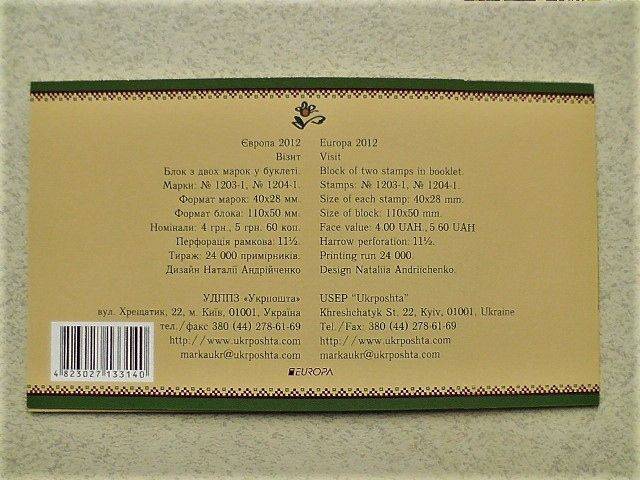 Європа 2012
Візит
Блок з двох марок у буклеті.
Марки: № 1203-1, № 1204-1.
Формат марок: 40x28 мм.
Формат блока: 110x50 мм.
Номінали: 4 грн., 5 грн. 60 коп.
Перфорація рамкова: 11½.
Тираж: 24 000 примірників.
Дизайн Наталії Андрійченко
УДППЗ «Укрпошта»
вул. Хрещатик, 22, м. Київ, 01001, Україна
тел./факс 380 (44) 278-61-69
http://www.ukrposhta.com
markaukr@ukrposhta.com
Europa 2012
Visit
Block of two stamps in booklet.
Stamps: № 1203-1, № 1204-1.
Size of each stamp: 40x28 mm.
Size of block: 110x50 mm.
Face value: 4.00 UAH., 5.60 UAH
Harrow perforation: 11½.
Printing run 24 000
Design Nataliia Andriichenko.
USEP "Ukrposhta"
Khreshchatyk St. 22, Kyiv, 01001, Ukraine
Tel./Fax: 380 (44) 278-61-69
http://www.ukrposhta.com
markaukr@ukrposhta.com
4 823027 133140
EUROPA